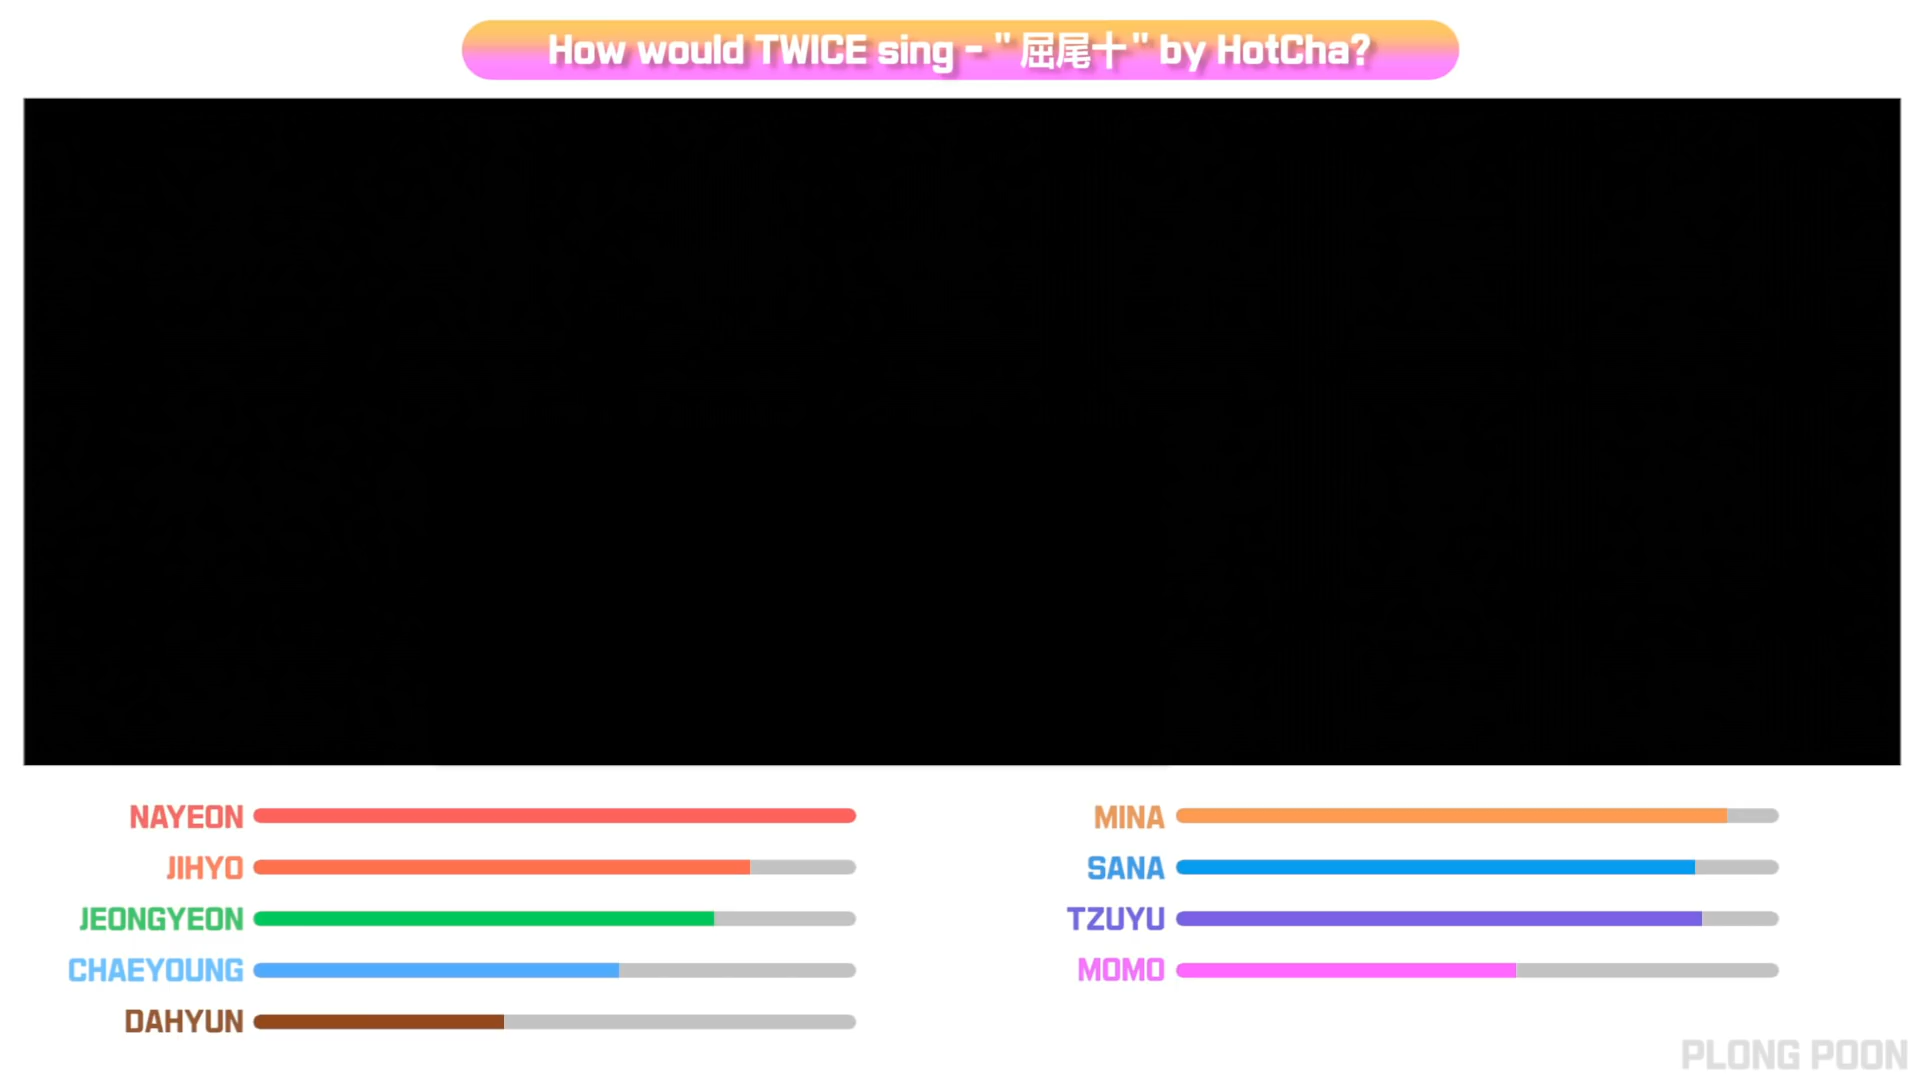 How would TWICE sing - "屈尾十" by HotCha?
NAYEON
JIHYO
JEONGYEON
CHAEYOUNG
DAHYUN
MINA
SANA
TZUYU
MOMO
PLONG POON